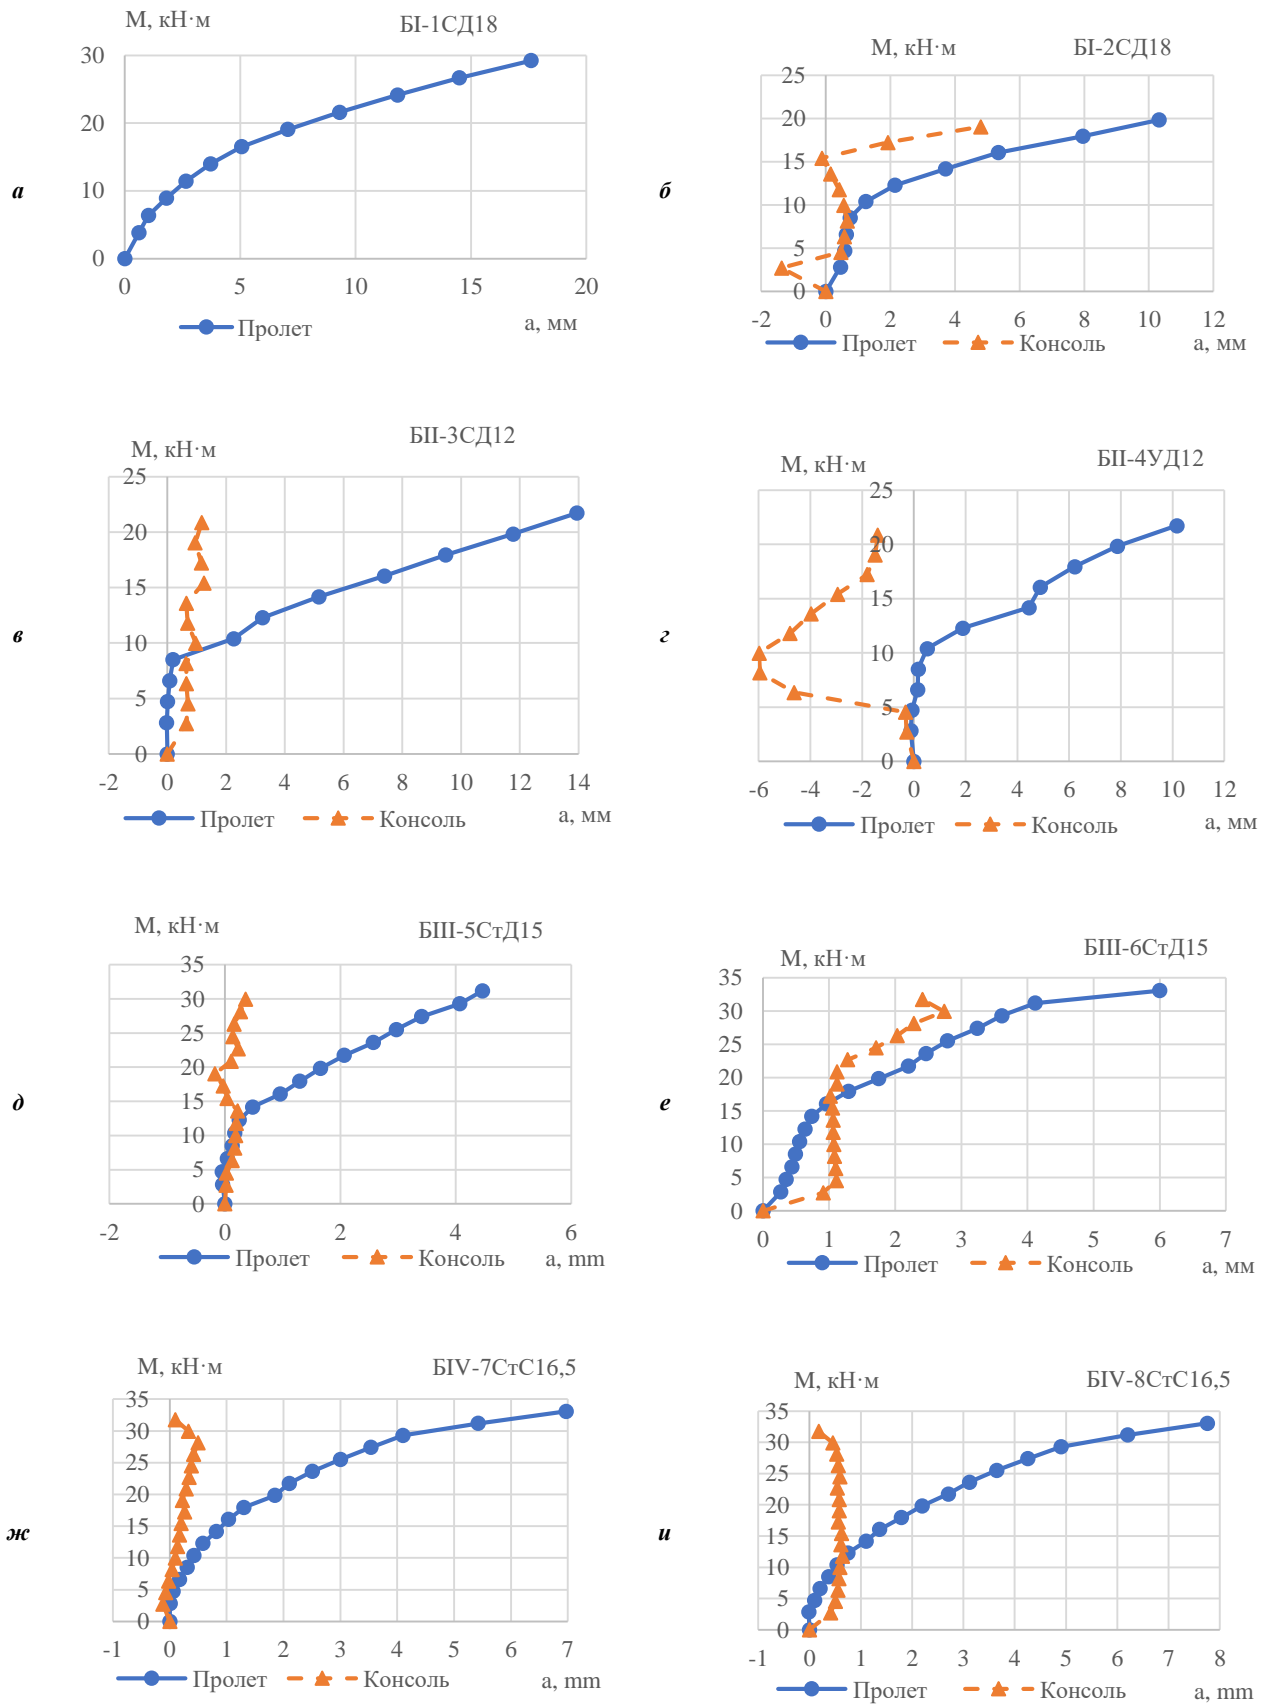 М, кН·м
БI-1СД18
30
20
10
0
0 5 10 15 20
Пролет
а, мм
а
М, кН·м
БI-2СД18
25
20
15
10
5
0
-2 0 2 4 6 8 10 12
Пролет Консоль
а, мм
б
М, кН·м
БII-3СД12
25
20
15
10
5
0
-2 0 2 4 6 8 10 12 14
Пролет Консоль
а, мм
в
М, кН·м
БII-4УД12
25
20
15
10
5
0
-6 -4 -2 0 2 4 6 8 10 12
Пролет Консоль
а, мм
г
М, кН·м
БIII-5СтД15
35
30
25
20
15
10
5
0
-2 0 2 4 6
Пролет Консоль
a, mm
д
М, кН·м
БIII-6СтД15
35
30
25
20
15
10
5
0
0 1 2 3 4 5 6 7
Пролет Консоль
а, мм
е
М, кН·м
БIV-7СтС16,5
35
30
25
20
15
10
5
0
-1 0 1 2 3 4 5 6 7
Пролет Консоль
a, mm
ж
М, кН·м
БIV-8СтС16,5
35
30
25
20
15
10
5
0
-1 0 1 2 3 4 5 6 7 8
Пролет Консоль
a, mm
и